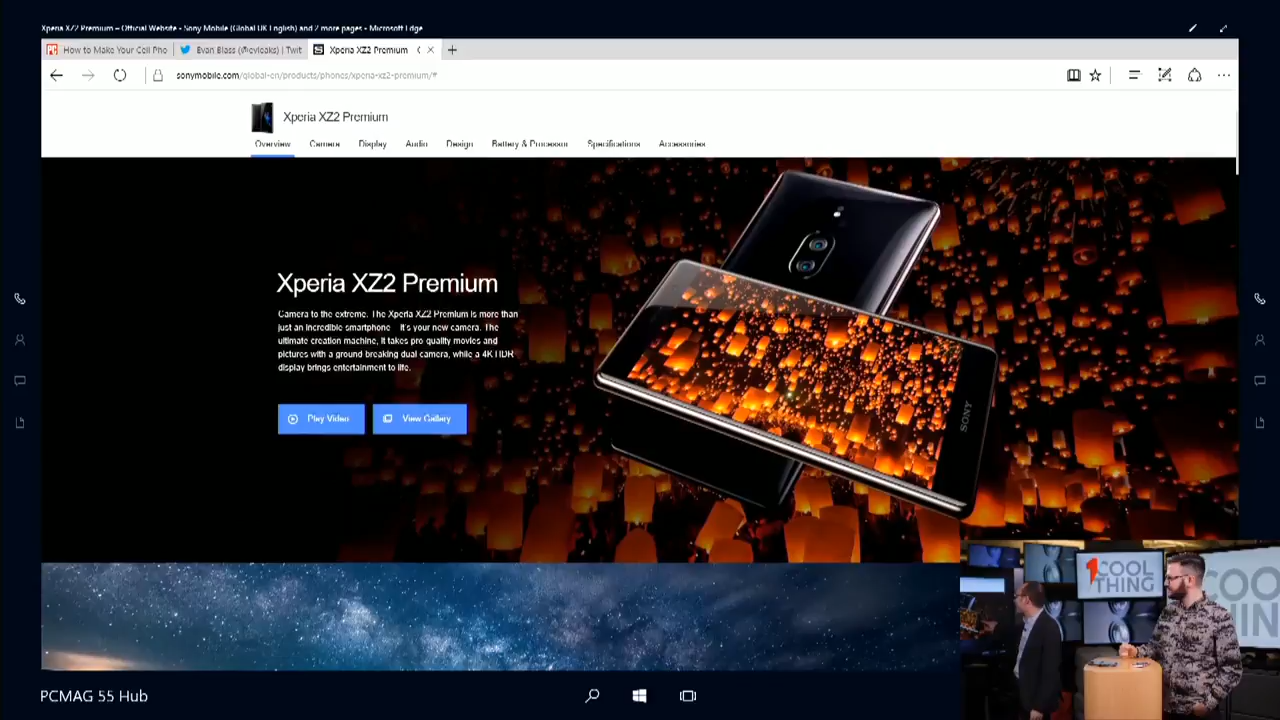 Xperia XZ2 Premium – Official Website - Sony Mobile (Global UK English) and 2 more pages - Microsoft Edge
How to Make Your Cell Pho
Evan Blass (@evleaks) | Twit
Xperia XZ2 Premium
sonymobile.com/global-en/products/phones/xperia-xz2-premium/#
Xperia XZ2 Premium
Overview Camera Display Audio Design Battery & Processor Specifications Accessories
Xperia XZ2 Premium
Camera to the extreme. The Xperia XZ2 Premium is more than
just an incredible smartphone – it's your new camera. The
ultimate creation machine, it takes pro quality movies and
pictures with a ground breaking dual camera, while a 4K HDR
display brings entertainment to life.
Play Video View Gallery
SONY
1 COOL
THING
COO
HIN
PCMAG 55 Hub